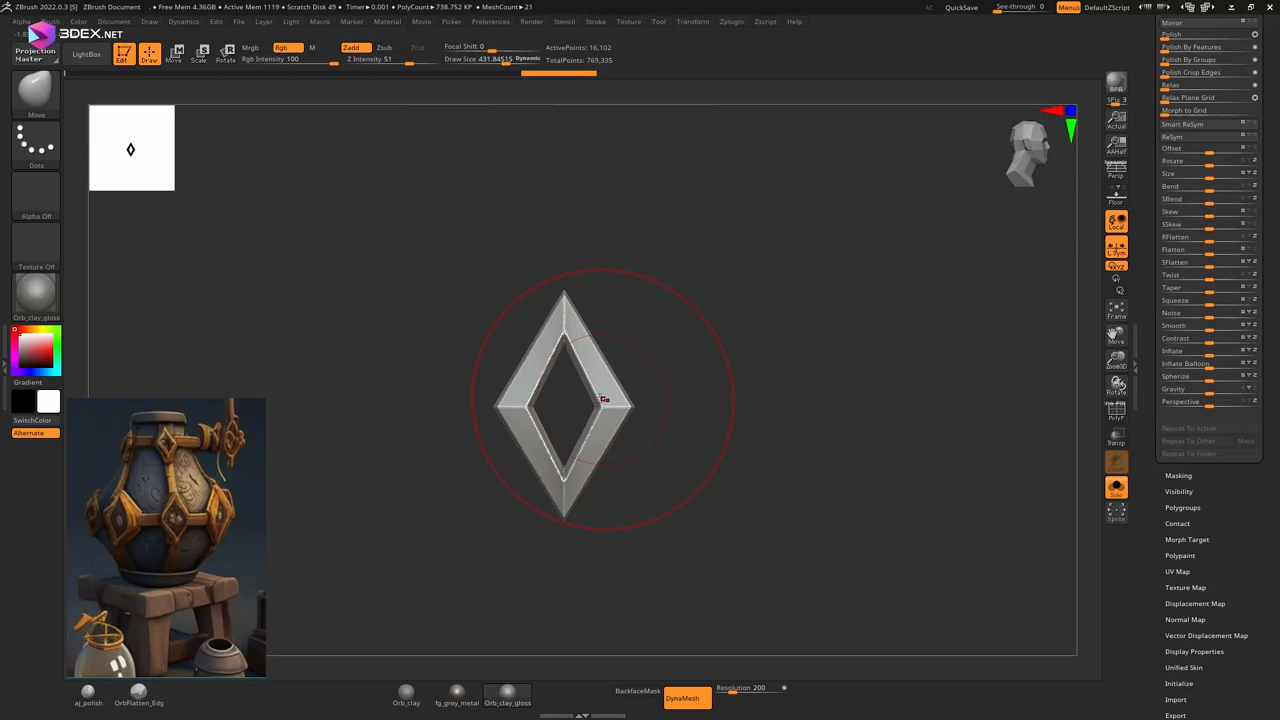 ZBrush 2022.0.3 [S] ZBrush Document • Free Mem 4.36GB • Active Mem 1119 • Scratch Disk 49 • Timer▸0.001 • PolyCount▸738.752 KP • MeshCount▸21
AC QuickSave See-through 0 Menus DefaultZScript
Alpha Brush Color Document Draw Dynamics Edit File Layer Light Macro Marker Material Movie Picker Preferences Render Stencil Stroke Texture Tool Transform Zplugin Zscript Help
3DEX.NET
Projection Master
LightBox
Edit
Draw
Move
Scale
Rotate
Mrgb Rgb M
Rgb Intensity 100
Zadd Zsub Zcut
Z Intensity 51
Focal Shift 0
Draw Size 431.84515 Dynamic
ActivePoints: 16,102
TotalPoints: 769,335
Move
Dots
Alpha Off
Texture Off
Orb_clay_gloss
Gradient
SwitchColor
Alternate
BPR
SPix 3
Actual
AAHalf
Dynamic
Persp
Floor
Local
L.Sym
XYZ
Frame
Move
Zoom3D
Rotate
Line Fill
PolyF
Transp
Solo
Xpose
Mirror
Polish
Polish By Features
Polish By Groups
Polish Crisp Edges
Relax
Relax Plane Grid
Morph to Grid
Smart ReSym
ReSym
Offset
Rotate
Size
Bend
SBend
Skew
SSkew
RFlatten
Flatten
SFlatten
Twist
Taper
Squeeze
Noise
Smooth
Contrast
Inflate
Inflate Balloon
Spherize
Gravity
Perspective
Repeat To Active
Repeat To Other Mask
Repeat To Folder
Masking
Visibility
Polygroups
Contact
Morph Target
Polypaint
UV Map
Texture Map
Displacement Map
Normal Map
Vector Displacement Map
Display Properties
Unified Skin
Initialize
Import
Export
aj_polish
OrbFlatten_Edg
Orb_clay
fg_grey_metal
Orb_clay_gloss
BackfaceMask
DynaMesh
Resolution 200